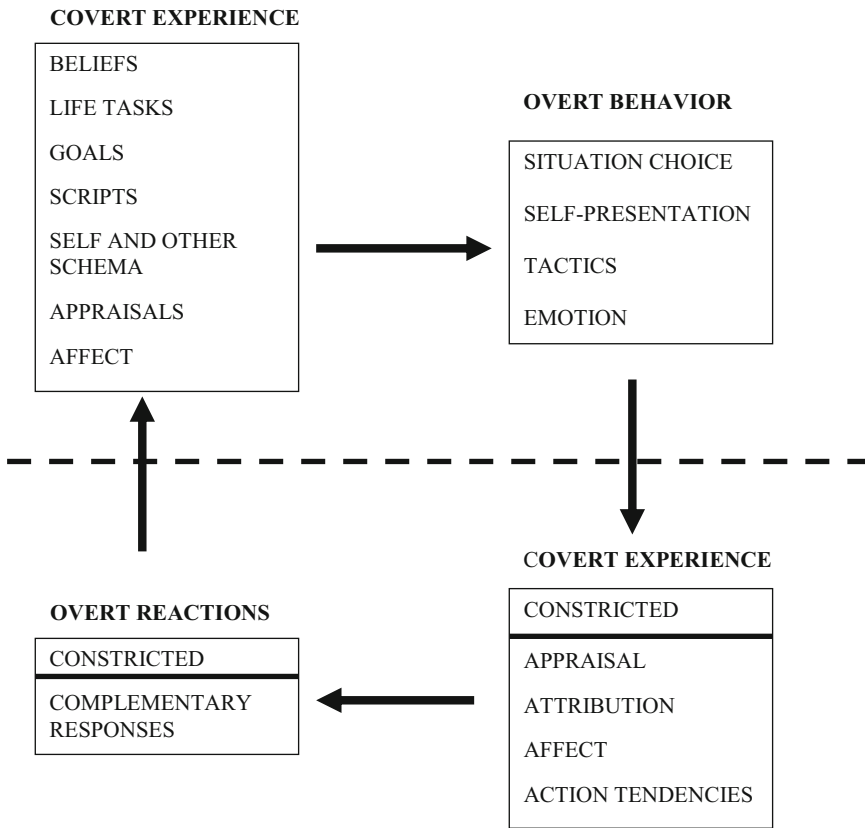 COVERT EXPERIENCE
BELIEFS
LIFE TASKS
GOALS
SCRIPTS
SELF AND OTHER
SCHEMA
APPRAISALS
AFFECT
OVERT BEHAVIOR
SITUATION CHOICE
SELF-PRESENTATION
TACTICS
EMOTION
COVERT EXPERIENCE
CONSTRICTED
APPRAISAL
ATTRIBUTION
AFFECT
ACTION TENDENCIES
OVERT REACTIONS
CONSTRICTED
COMPLEMENTARY
RESPONSES